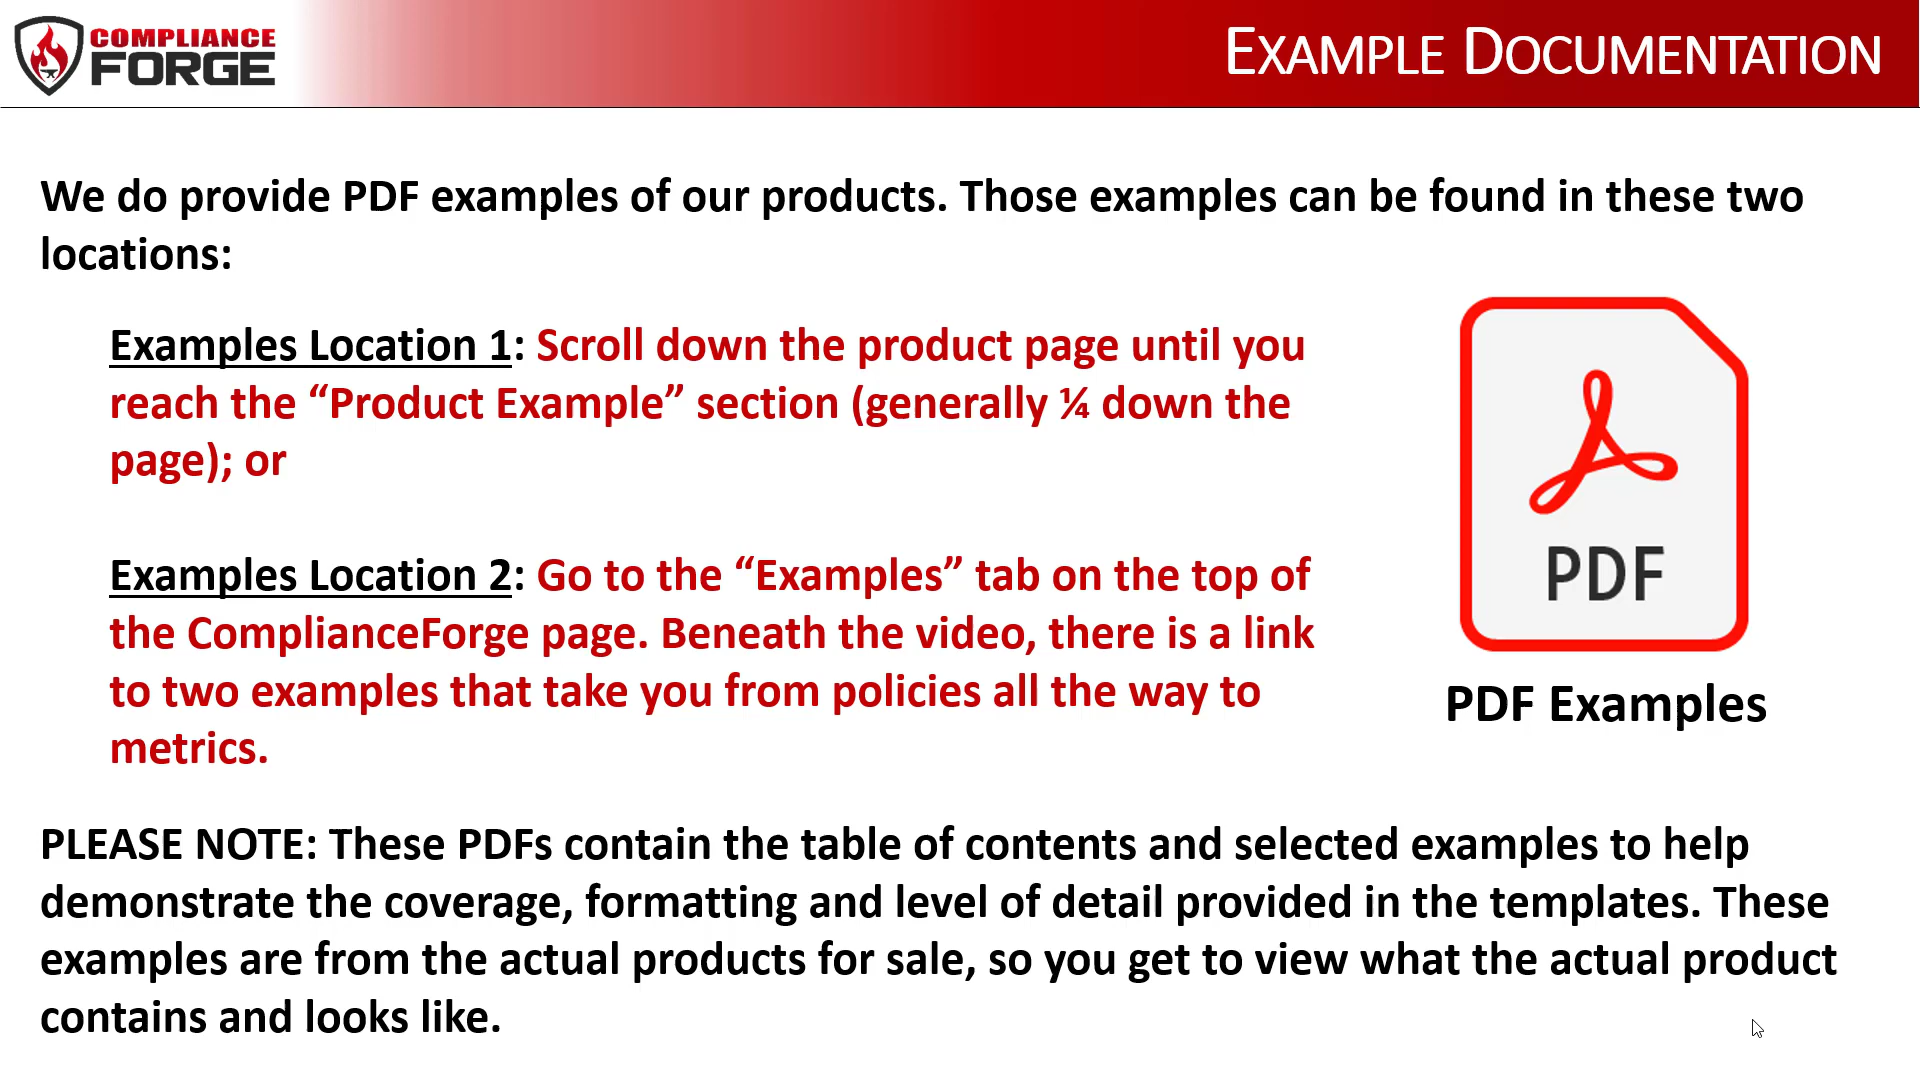 COMPLIANCE
FORGE
EXAMPLE DOCUMENTATION
We do provide PDF examples of our products. Those examples can be found in these two
locations:
Examples Location 1: Scroll down the product page until you
reach the “Product Example” section (generally ¼ down the
page); or
Examples Location 2: Go to the “Examples” tab on the top of
the ComplianceForge page. Beneath the video, there is a link
to two examples that take you from policies all the way to
metrics.
PDF
PDF Examples
PLEASE NOTE: These PDFs contain the table of contents and selected examples to help
demonstrate the coverage, formatting and level of detail provided in the templates. These
examples are from the actual products for sale, so you get to view what the actual product
contains and looks like.